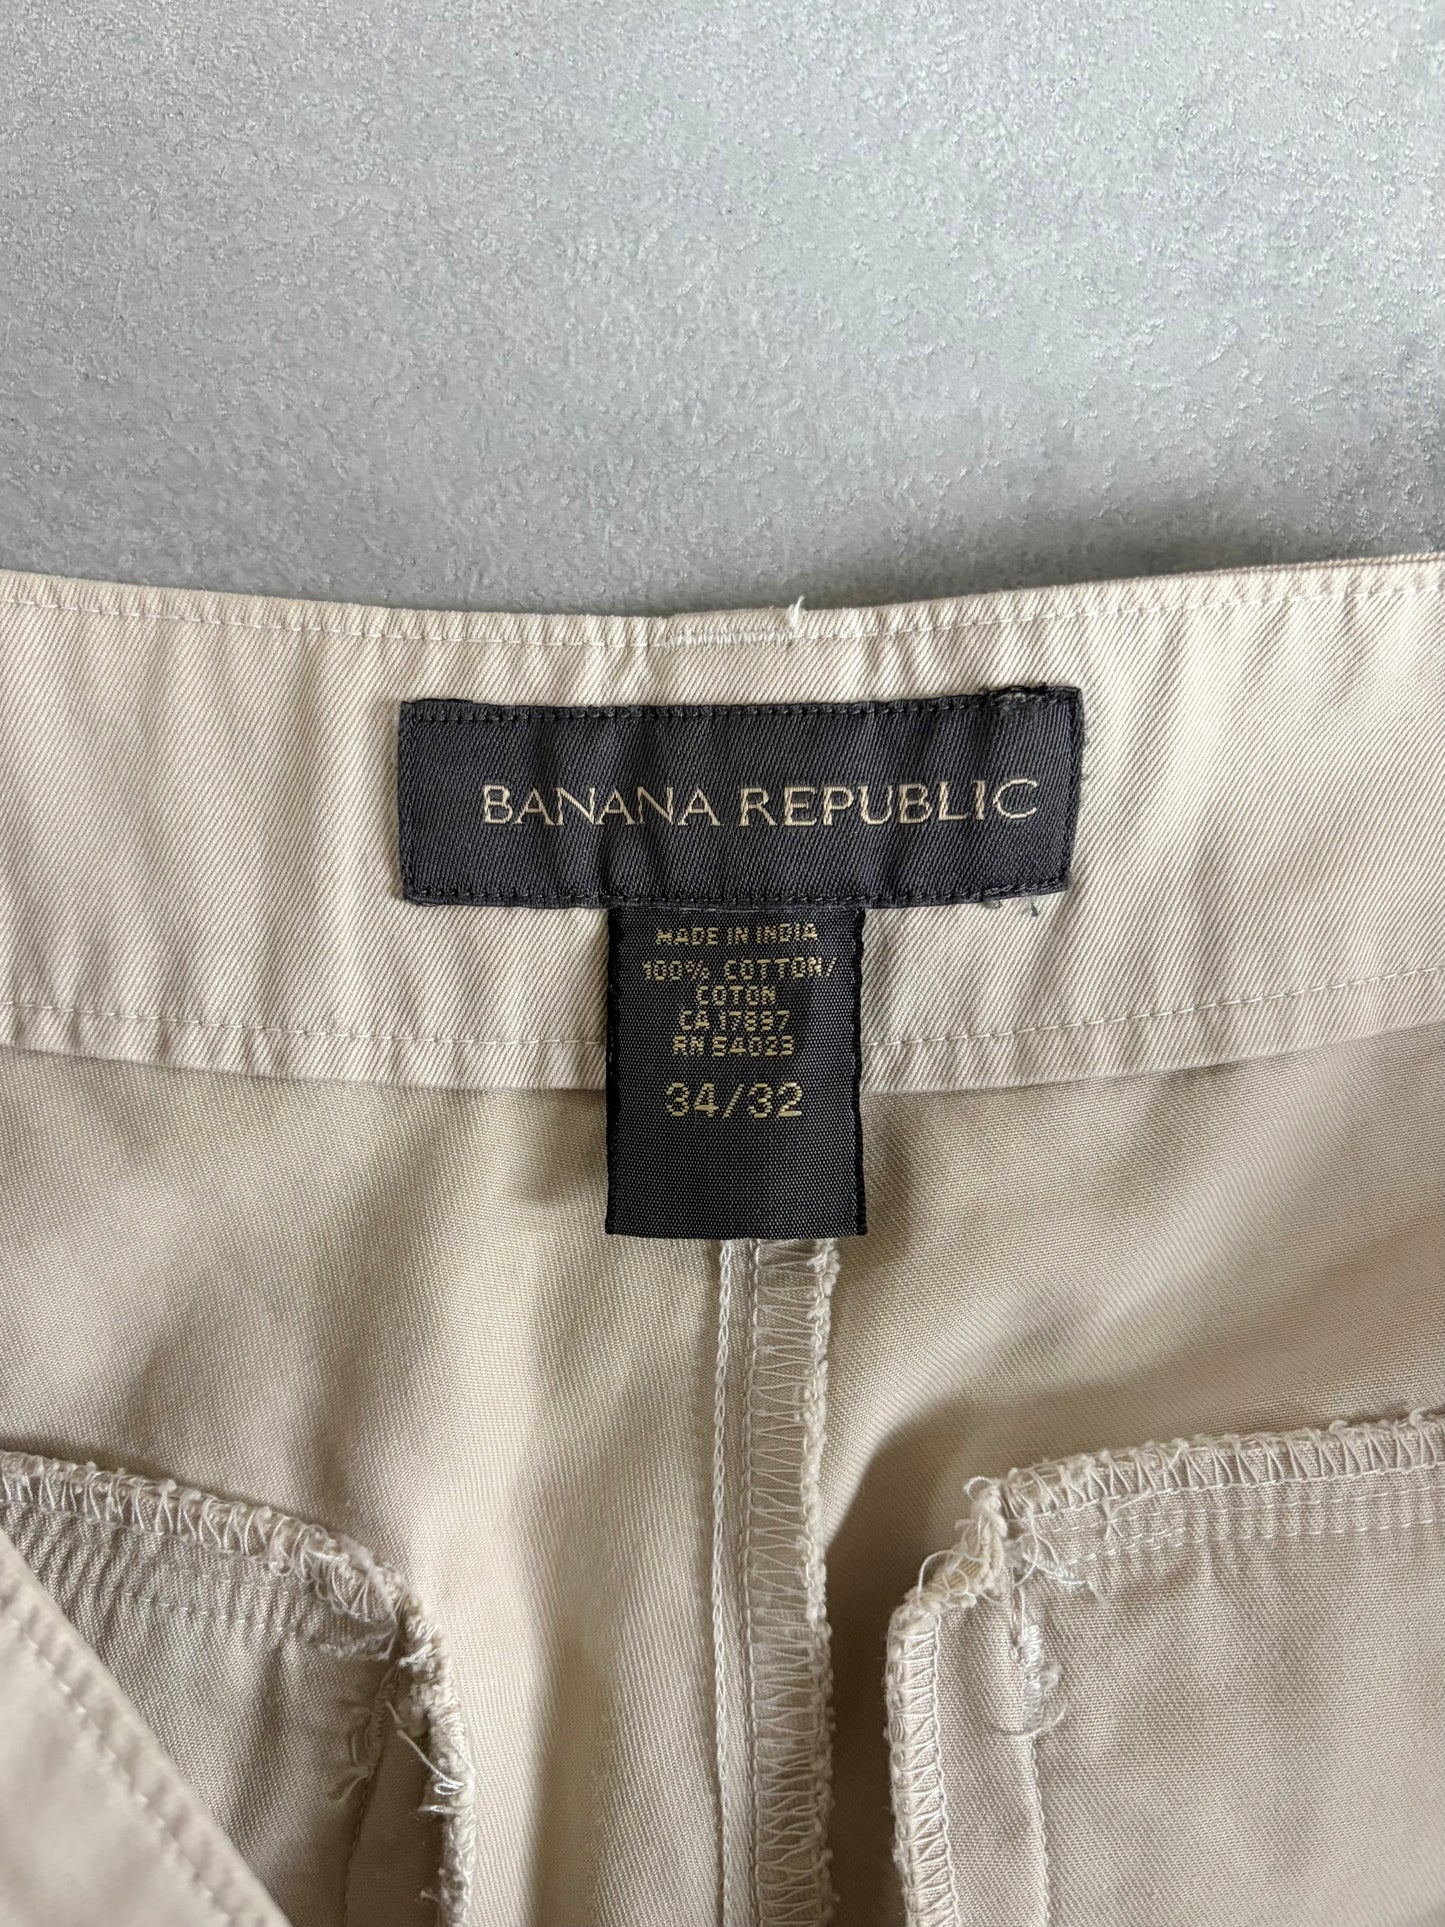 BANANA REPUBLIC
MADE IN INDIA
100% COTTON/
COTON
CA 17897
RN 54023
34/32